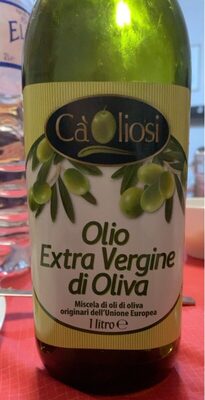 Cà Oliosi
Olio
Extra Vergine
di Oliva
Miscela di oli di oliva
originari dell'Unione Europea
1 litro ℮